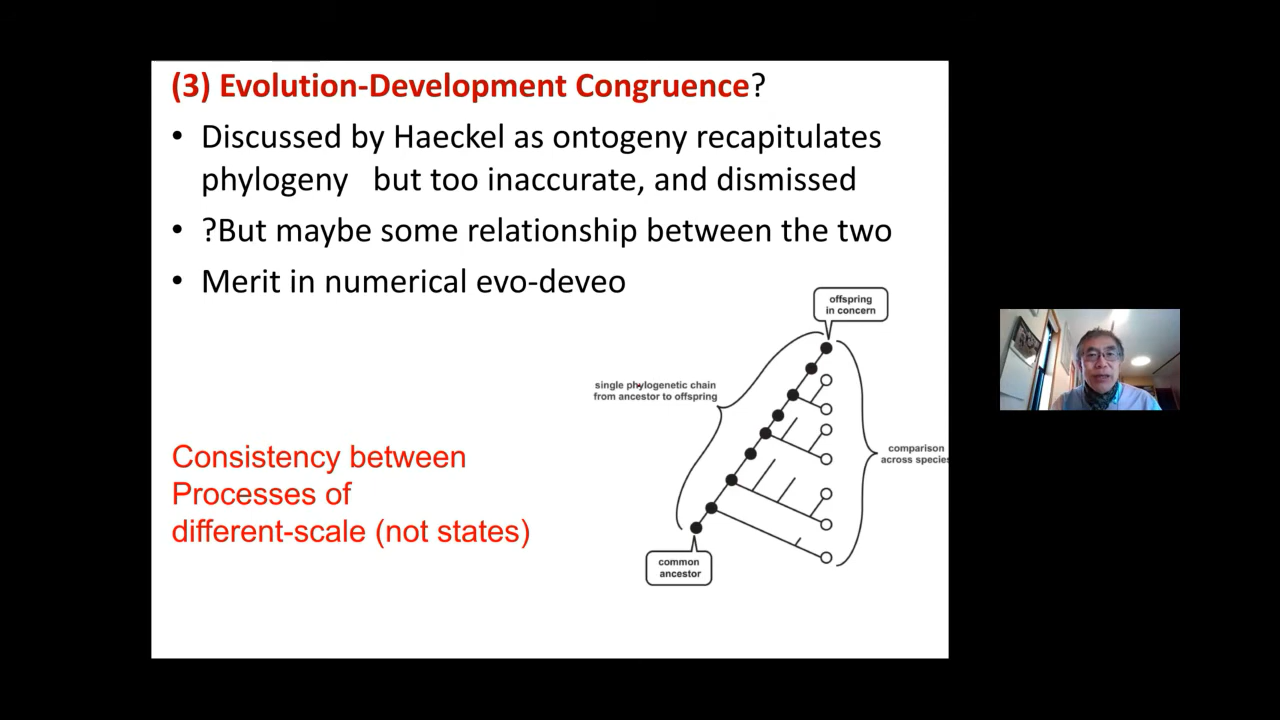 (3) Evolution-Development Congruence?
• Discussed by Haeckel as ontogeny recapitulates
phylogeny but too inaccurate, and dismissed
• ?But maybe some relationship between the two
• Merit in numerical evo-deveo
offspring
in concern
single phylogenetic chain
from ancestor to offspring
comparison
across species
Consistency between
Processes of
different-scale (not states)
common
ancestor